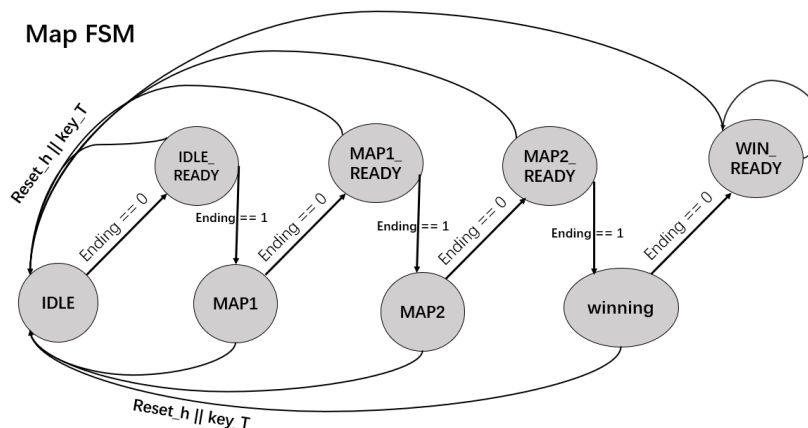 Map FSM
Reset_h || key_T
IDLE_
READY
MAP1_
READY
MAP2_
READY
WIN_
READY
Ending == 0
Ending == 1
Ending == 0
Ending == 1
Ending == 0
Ending == 1
Ending == 0
IDLE
MAP1
MAP2
winning
Reset_h || key_T